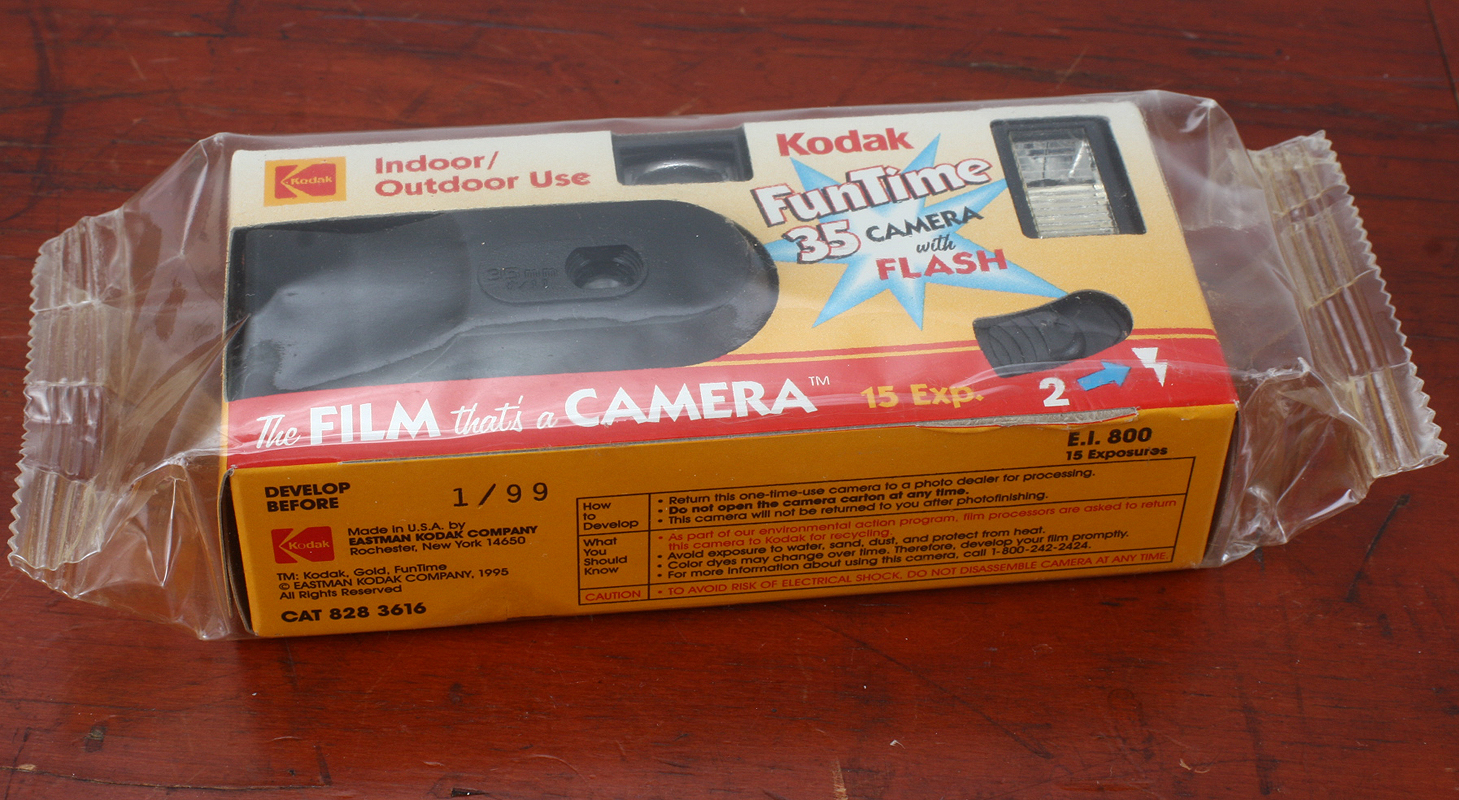 Kodak
Indoor/
Outdoor Use
Kodak
FunTime
35 CAMERA
with
FLASH
35mm
The FILM that's a CAMERA™
15 Exp.
2
DEVELOP
BEFORE
1/99
Kodak
Made in U.S.A. by
EASTMAN KODAK COMPANY
Rochester, New York 14650
TM: Kodak, Gold, FunTime
© EASTMAN KODAK COMPANY, 1995
All Rights Reserved
CAT 828 3616
E.I. 800
15 Exposures
How
to
Develop
• Return this one-time-use camera to a photo dealer for processing.
• Do not open the camera carton at any time.
• This camera will not be returned to you after photofinishing.
What
You
Should
Know
• As part of our environmental action program, film processors are asked to return
this camera to Kodak for recycling.
• Avoid exposure to water, sand, dust, and protect from heat.
• Color dyes may change over time. Therefore, develop your film promptly.
• For more information about using this camera, call 1-800-242-2424.
CAUTION
• TO AVOID RISK OF ELECTRICAL SHOCK, DO NOT DISASSEMBLE CAMERA AT ANY TIME.